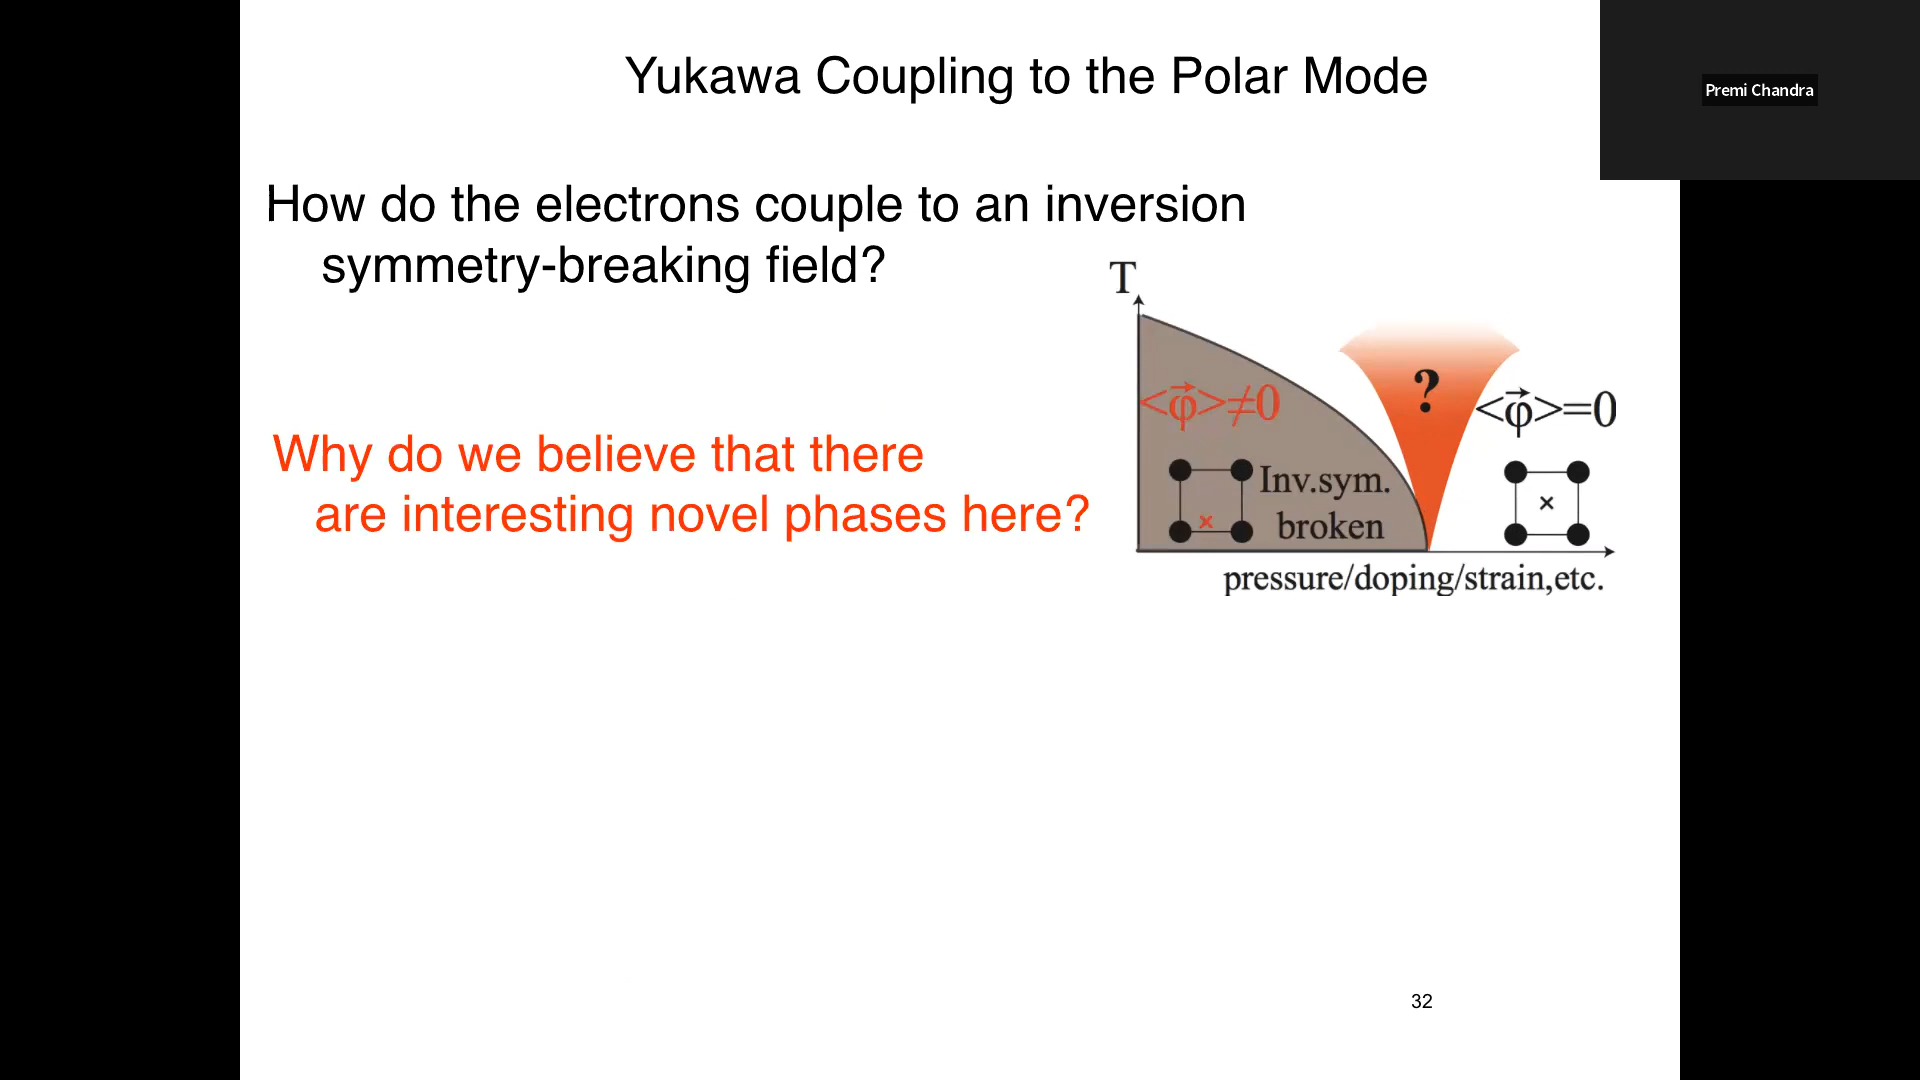 Yukawa Coupling to the Polar Mode
Premi Chandra
How do the electrons couple to an inversion
symmetry-breaking field?
Why do we believe that there
are interesting novel phases here?
T
<φ⃗>≠0
?
<φ⃗>=0
Inv.sym.
broken
pressure/doping/strain,etc.
32